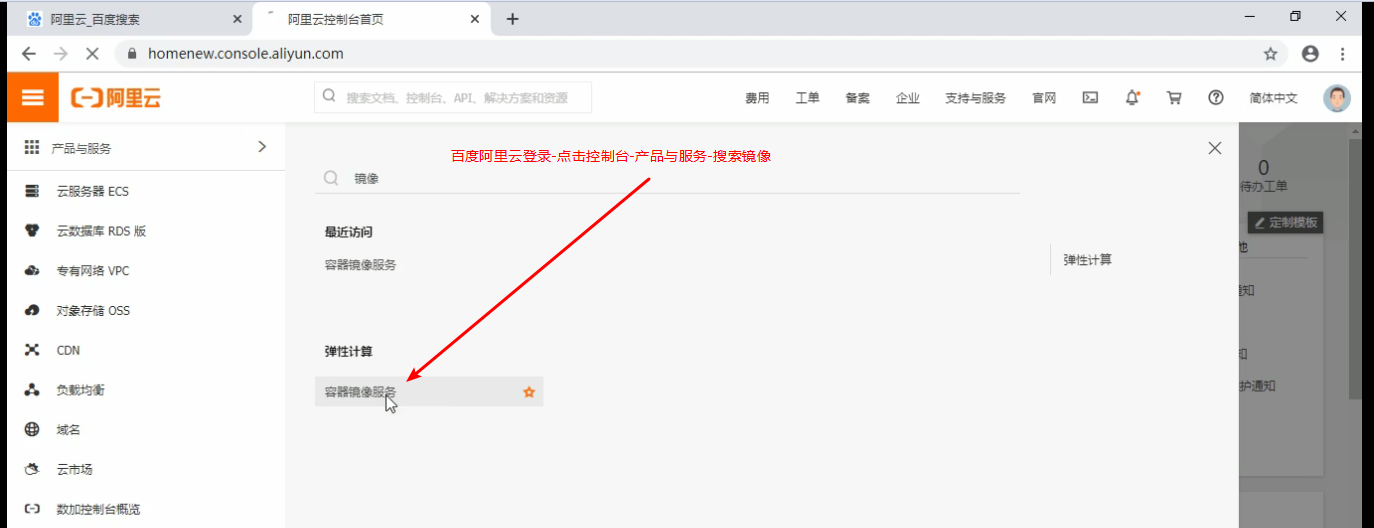 阿里云_百度搜索
阿里云控制台首页
homenew.console.aliyun.com
阿里云
搜索文档、控制台、API、解决方案和资源
费用
工单
备案
企业
支持与服务
官网
简体中文
产品与服务
百度阿里云登录-点击控制台-产品与服务-搜索镜像
镜像
0
待办工单
定制模板
云服务器 ECS
云数据库 RDS 版
最近访问
他
专有网络 VPC
容器镜像服务
弹性计算
对象存储 OSS
通知
CDN
弹性计算
知
负载均衡
容器镜像服务
护通知
域名
云市场
数加控制台概览